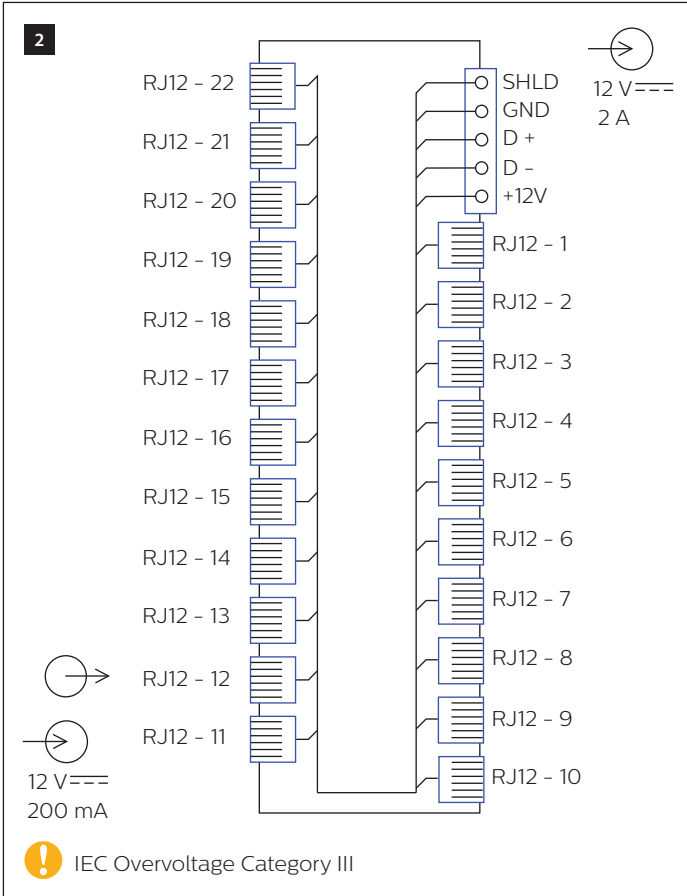 2
RJ12 - 22
RJ12 - 21
RJ12 - 20
RJ12 - 19
RJ12 - 18
RJ12 - 17
RJ12 - 16
RJ12 - 15
RJ12 - 14
RJ12 - 13
RJ12 - 12
RJ12 - 11
12 V
200 mA
SHLD
GND
D +
D -
+12V
RJ12 - 1
RJ12 - 2
RJ12 - 3
RJ12 - 4
RJ12 - 5
RJ12 - 6
RJ12 - 7
RJ12 - 8
RJ12 - 9
RJ12 - 10
12 V
2 A
! IEC Overvoltage Category III